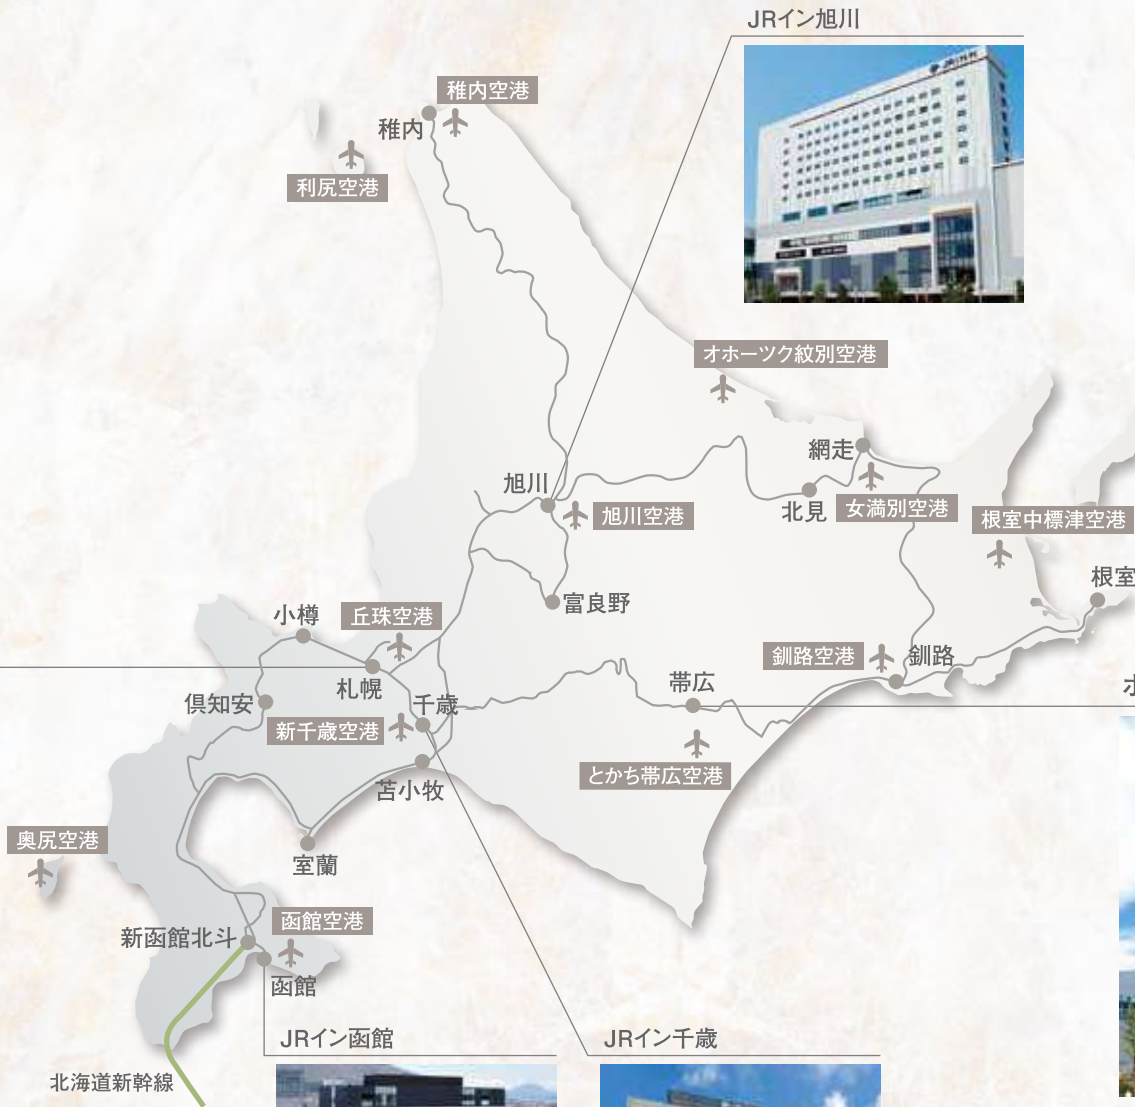 JRイン旭川
稚内空港
稚内
利尻空港
オホーツク紋別空港
網走
旭川
北見
女満別空港
旭川空港
根室中標津空港
根室
富良野
小樽
丘珠空港
釧路空港
釧路
札幌
帯広
倶知安
千歳
新千歳空港
とかち帯広空港
苫小牧
奥尻空港
室蘭
函館空港
新函館北斗
函館
JRイン函館
JRイン千歳
北海道新幹線